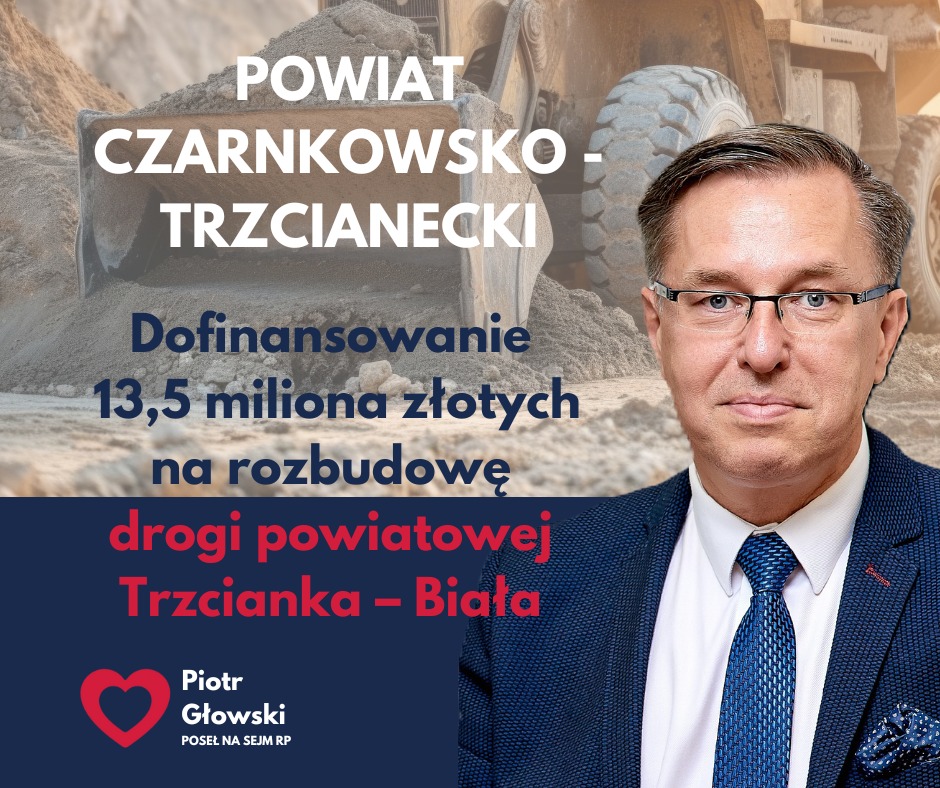 POWIAT
CZARNKOWSKO -
TRZCIANECKI
Dofinansowanie
13,5 miliona złotych
na rozbudowę
drogi powiatowej
Trzcianka – Biała
Piotr
Głowski
POSEŁ NA SEJM RP